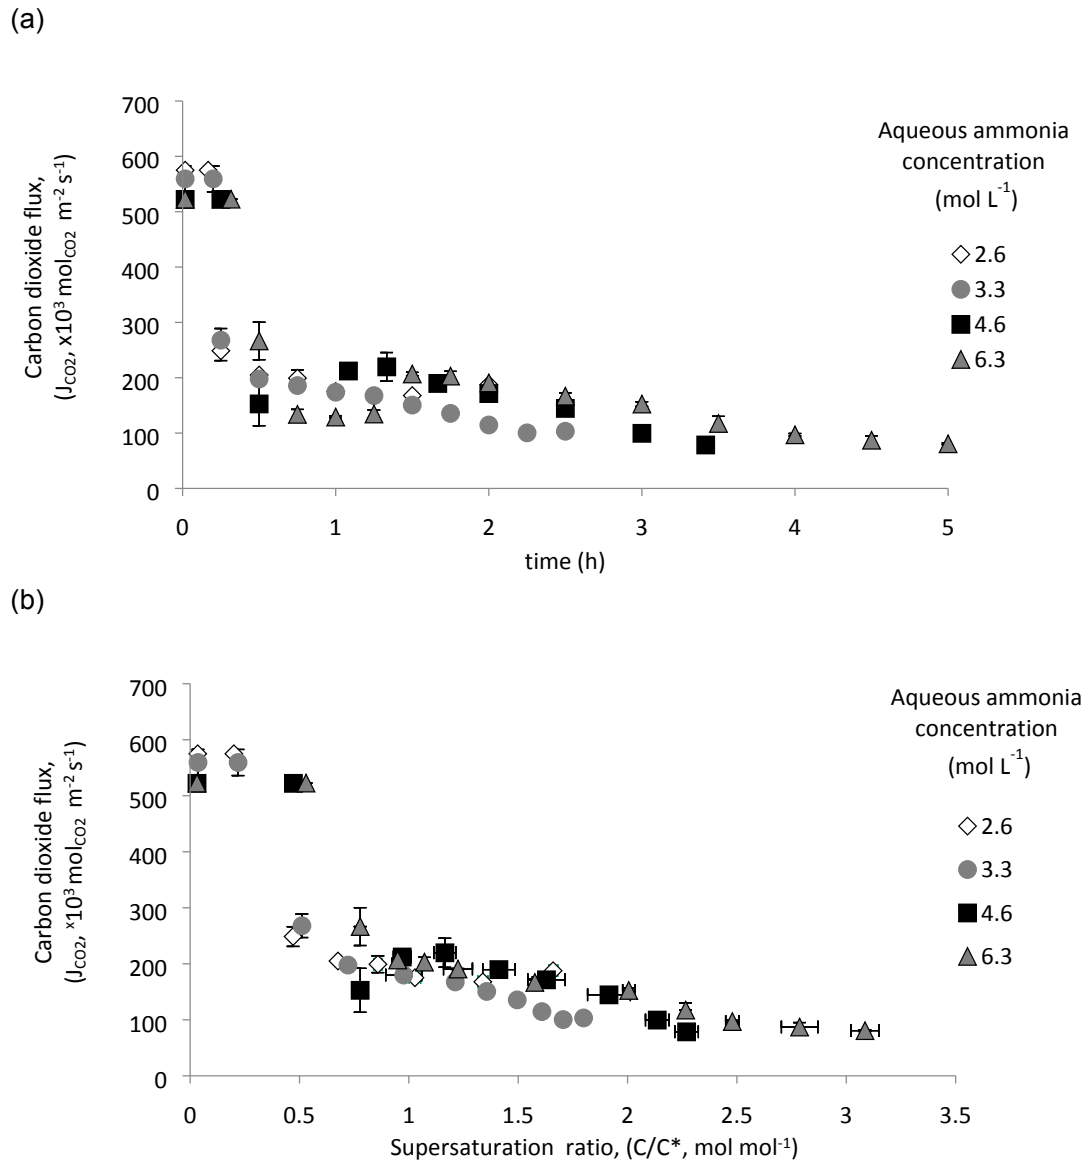 (a)
700
600
500
400
300
200
100
0
Carbon dioxide flux,
(J_CO2, x10³ mol_CO2 m⁻² s⁻¹)
0 1 2 3 4 5
time (h)
Aqueous ammonia
concentration
(mol L⁻¹)
2.6
3.3
4.6
6.3
(b)
700
600
500
400
300
200
100
0
Carbon dioxide flux,
(J_CO2, ˣ10³ mol_CO2 m⁻² s⁻¹)
0 0.5 1 1.5 2 2.5 3 3.5
Supersaturation ratio, (C/C*, mol mol⁻¹)
Aqueous ammonia
concentration
(mol L⁻¹)
2.6
3.3
4.6
6.3